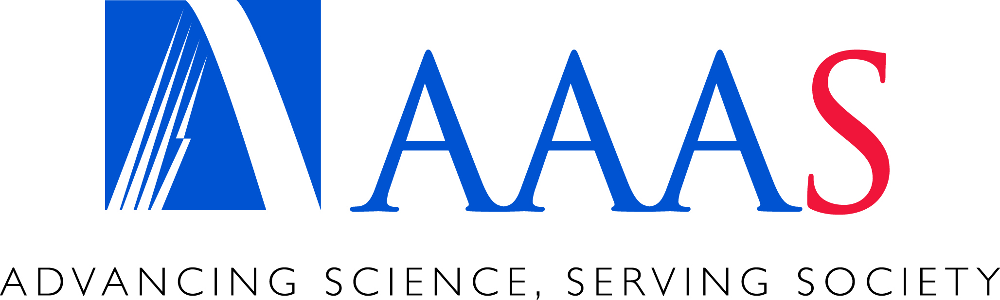 AAAS
ADVANCING SCIENCE, SERVING SOCIETY